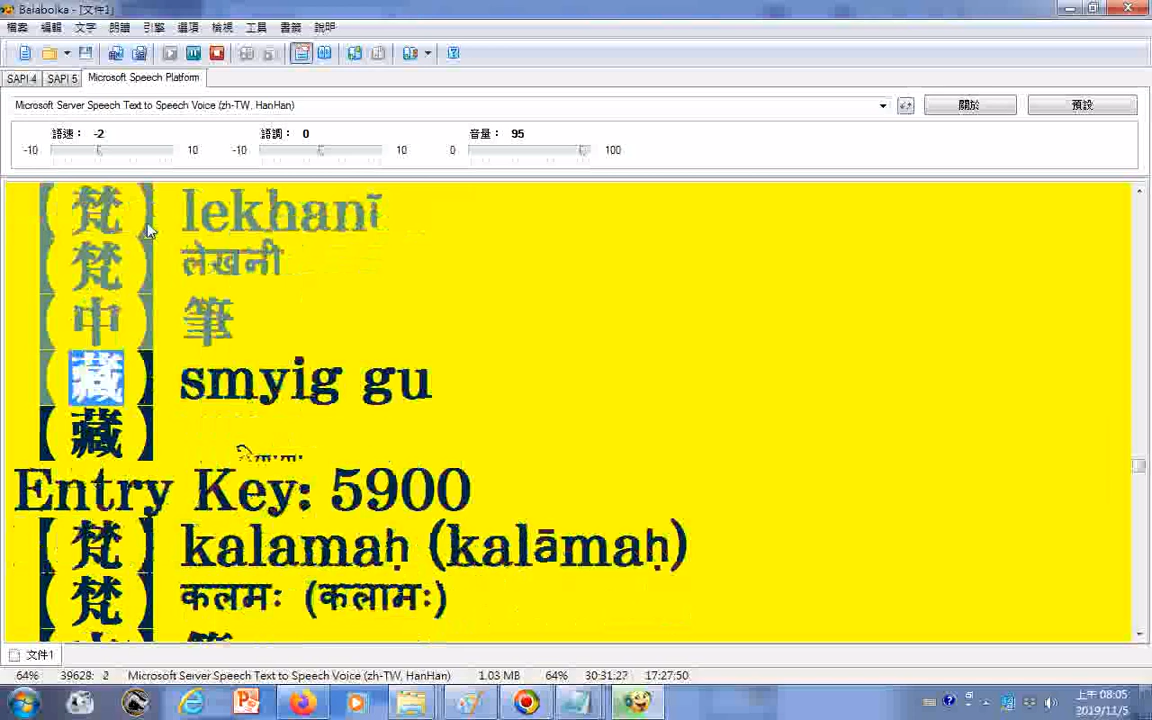 Balabolka - [文件1]
檔案 編輯 文字 朗讀 引擎 選項 檢視 工具 書籤 說明
SAPI 4 SAPI 5 Microsoft Speech Platform
Microsoft Server Speech Text to Speech Voice (zh-TW, HanHan) 關於 預設
語速： -2 語調： 0 音量： 95
-10 10 -10 10 0 100
【梵】 lekhanī
【梵】 लेखनी
【中】 筆
【藏】 smyig gu
【藏】
Entry Key: 5900
【梵】 kalamaḥ (kalāmaḥ)
【梵】 कलमः (कलामः)
文件1
64% 39628: 2 Microsoft Server Speech Text to Speech Voice (zh-TW, HanHan) 1.03 MB 64% 30:31:27 17:27:50
上午 08:05
2019/11/5